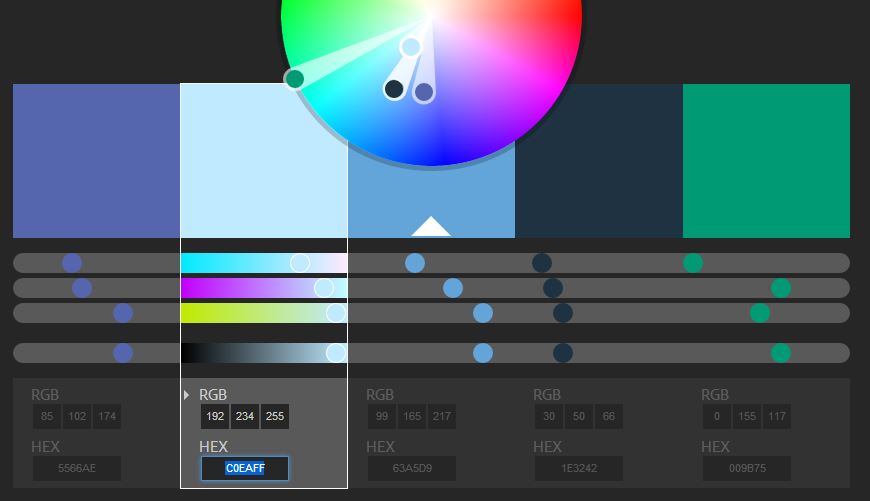 RGB RGB RGB RGB RGB
85 102 174 192 234 255 99 165 217 30 50 66 0 155 117
HEX HEX HEX HEX HEX
5566AE C0EAFF 63A5D9 1E3242 009B75